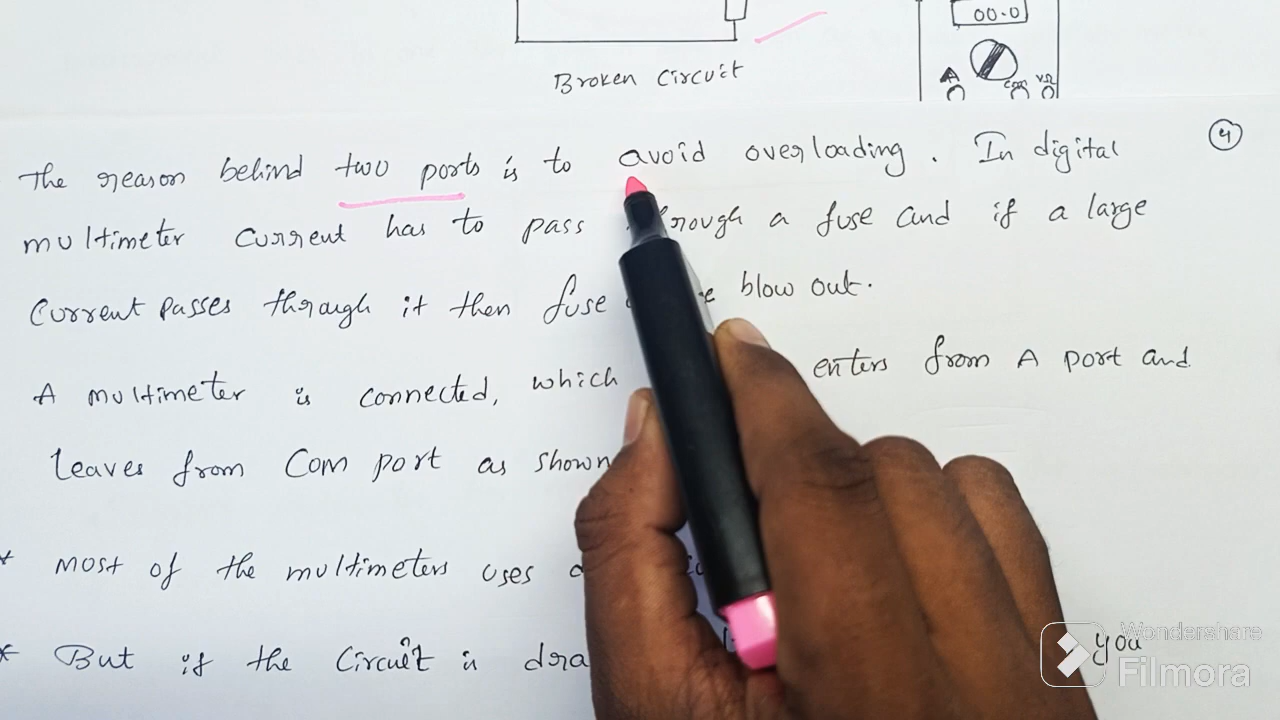 00.0
Broken Circuit
A Com VΩ
4
The reason behind two ports is to avoid overloading. In digital
multimeter current has to pass through a fuse and if a large
Current passes through it then fuse blow out.
A multimeter is connected, which enters from A port and
Leaves from Com port as shown
* most of the multimeters uses
* But if the Circuit is you
Wondershare
Filmora